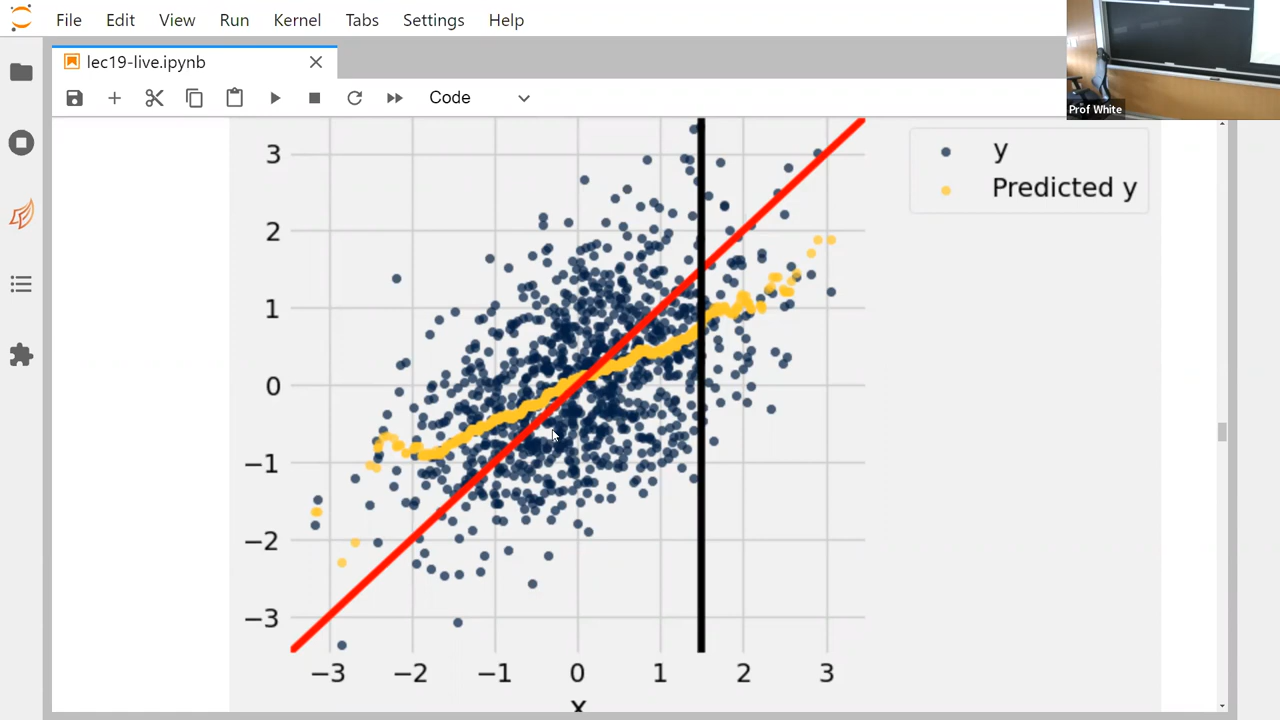 File Edit View Run Kernel Tabs Settings Help
lec19-live.ipynb
Code
Prof White
y
Predicted y
3
2
1
0
−1
−2
−3
−3 −2 −1 0 1 2 3
x